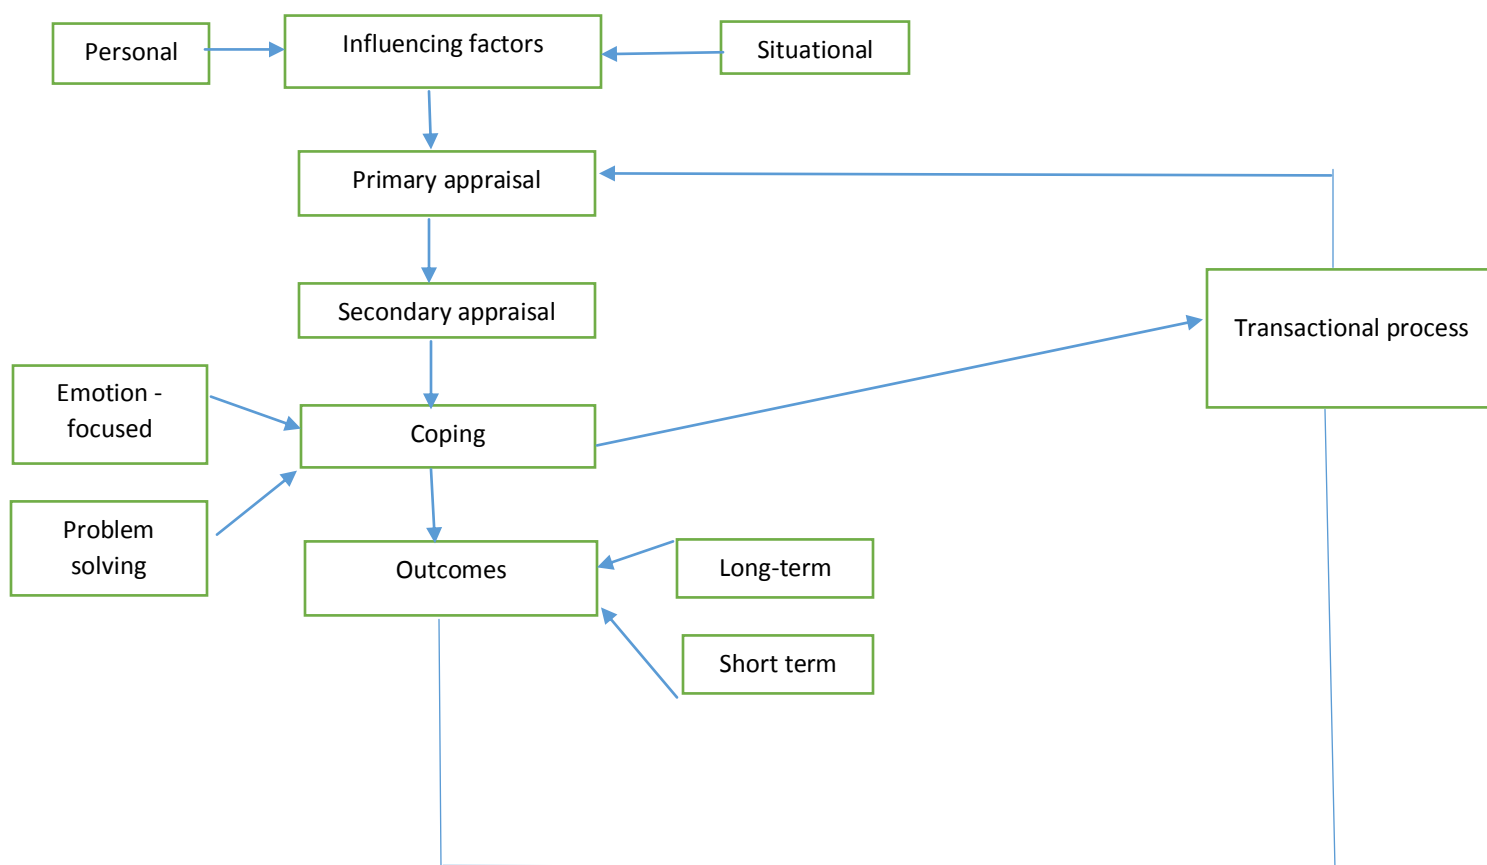 Personal
Influencing factors
Situational
Primary appraisal
Secondary appraisal
Transactional process
Emotion -
focused
Coping
Problem
solving
Outcomes
Long-term
Short term